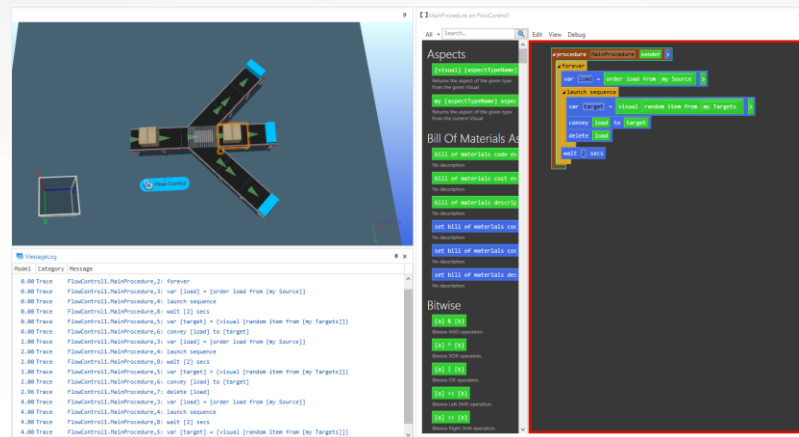 Flow Control
MessageLog
Model Category Message
0.00 Trace FlowControl1.MainProcedure,2: forever
0.00 Trace FlowControl1.MainProcedure,3: var [load] = [order load from [my Source]]
0.00 Trace FlowControl1.MainProcedure,4: launch sequence
0.00 Trace FlowControl1.MainProcedure,8: wait [2] secs
0.00 Trace FlowControl1.MainProcedure,5: var [target] = [visual [random item from [my Targets]]]
0.00 Trace FlowControl1.MainProcedure,6: convey [load] to [target]
2.00 Trace FlowControl1.MainProcedure,3: var [load] = [order load from [my Source]]
2.00 Trace FlowControl1.MainProcedure,4: launch sequence
2.00 Trace FlowControl1.MainProcedure,8: wait [2] secs
2.00 Trace FlowControl1.MainProcedure,5: var [target] = [visual [random item from [my Targets]]]
2.00 Trace FlowControl1.MainProcedure,6: convey [load] to [target]
2.96 Trace FlowControl1.MainProcedure,7: delete [load]
4.00 Trace FlowControl1.MainProcedure,3: var [load] = [order load from [my Source]]
4.00 Trace FlowControl1.MainProcedure,4: launch sequence
4.00 Trace FlowControl1.MainProcedure,8: wait [2] secs
4.00 Trace FlowControl1.MainProcedure,5: var [target] = [visual [random item from [my Targets]]]
MainProcedure on FlowControl1
All Search... Edit View Debug
Aspects
[visual] [aspectTypeName]
Returns the aspect of the given type
from the given Visual
my [aspectTypeName] aspec
Returns the aspect of the given type
from the current Visual
Bill Of Materials As
bill of materials code ex
No description
bill of materials cost ex
No description
bill of materials descrip
No description
set bill of materials coc
No description
set bill of materials cos
No description
set bill of materials des
No description
Bitwise
[a] & [b]
Bitwise AND operation.
[a] ^ [b]
Bitwise XOR operation.
[a] | [b]
Bitwise OR operation.
[a] << [b]
Bitwise Left Shift operation.
[a] >> [b]
Bitwise Right Shift operation.
procedure MainProcedure sender >
forever
var load = order load from my Source >
launch sequence
var target = visual random item from my Targets >
convey load to target
delete load
wait 2 secs